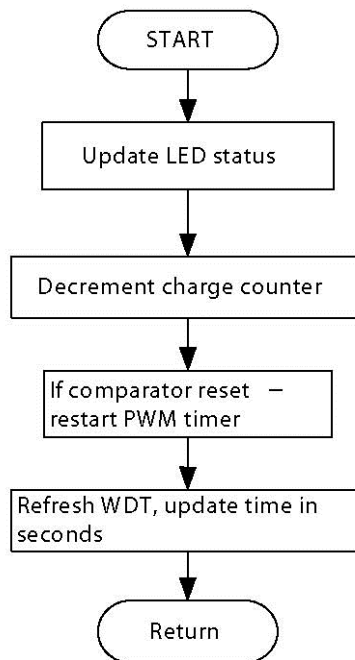 START
Update LED status
Decrement charge counter
If comparator reset –
restart PWM timer
Refresh WDT, update time in
seconds
Return